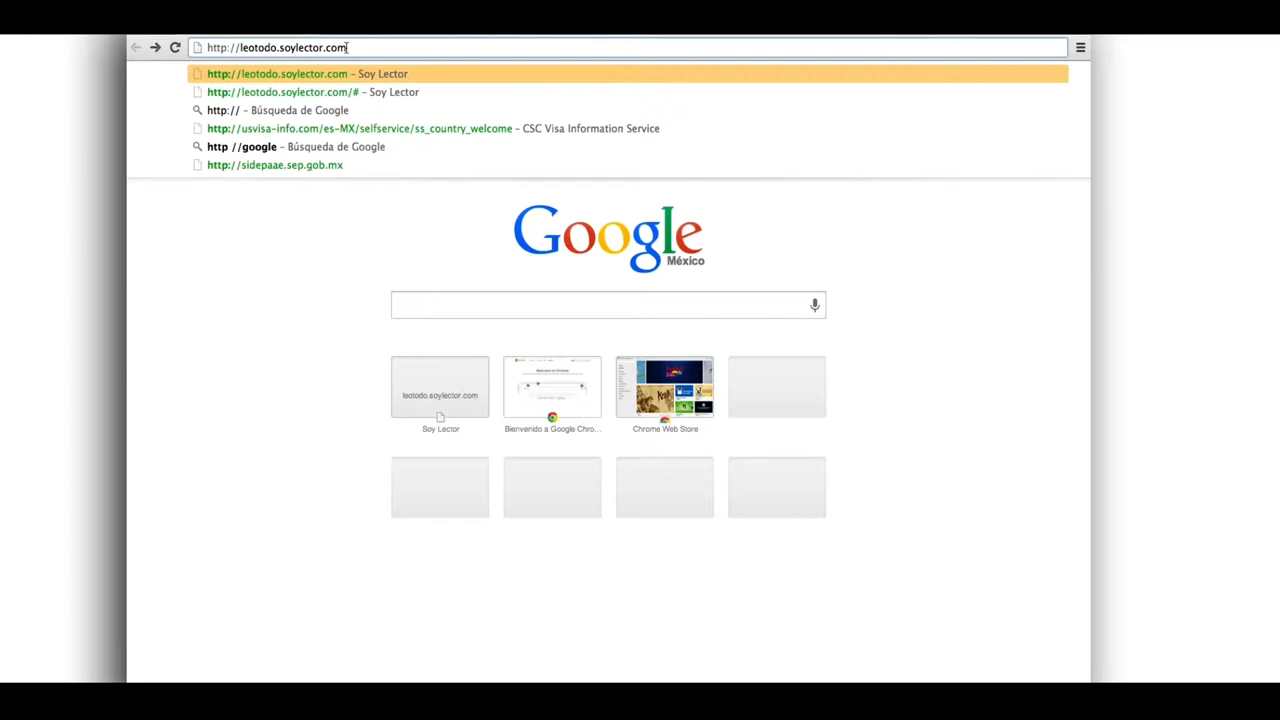 http://leotodo.soylector.com
http://leotodo.soylector.com – Soy Lector
http://leotodo.soylector.com/# – Soy Lector
http:// – Búsqueda de Google
http://usvisa-info.com/es-MX/selfservice/ss_country_welcome – CSC Visa Information Service
http //google – Búsqueda de Google
http://sidepaae.sep.gob.mx
Google
México
leotodo.soylector.com
Soy Lector
Bienvenido a Google Chro...
Chrome Web Store